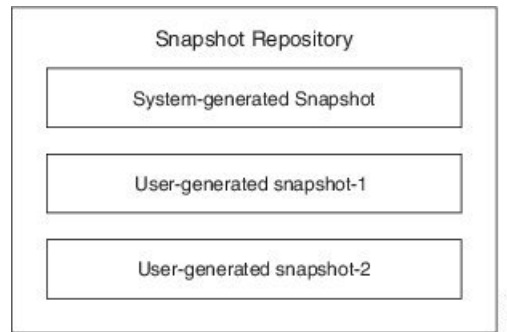 Snapshot Repository
System-generated Snapshot
User-generated snapshot-1
User-generated snapshot-2